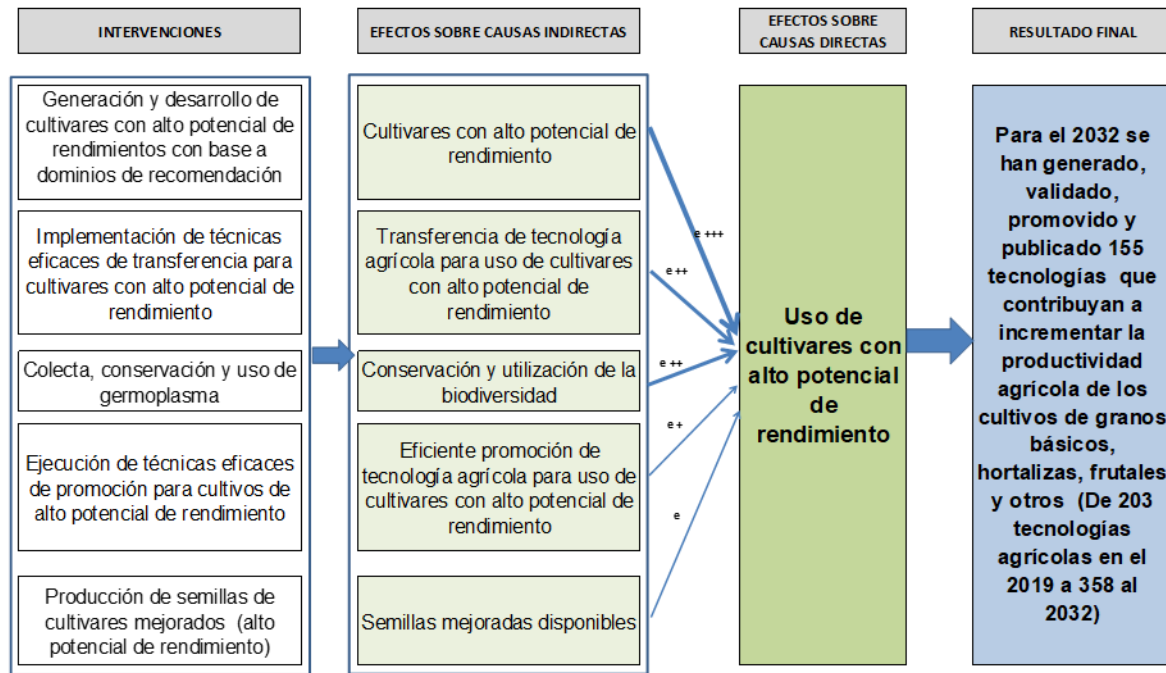 INTERVENCIONES
EFECTOS SOBRE CAUSAS INDIRECTAS
EFECTOS SOBRE
CAUSAS DIRECTAS
RESULTADO FINAL
Generación y desarrollo de
cultivares con alto potencial de
rendimientos con base a
dominios de recomendación
Implementación de técnicas
eficaces de transferencia para
cultivares con alto potencial de
rendimiento
Colecta, conservación y uso de
germoplasma
Ejecución de técnicas eficaces
de promoción para cultivos de
alto potencial de rendimiento
Producción de semillas de
cultivares mejorados (alto
potencial de rendimiento)
Cultivares con alto potencial de
rendimiento
Transferencia de tecnología
agrícola para uso de cultivares
con alto potencial de
rendimiento
Conservación y utilización de la
biodiversidad
Eficiente promoción de
tecnología agrícola para uso de
cultivares con alto potencial de
rendimiento
Semillas mejoradas disponibles
e +++
e ++
e ++
e +
e
Uso de
cultivares con
alto potencial
de
rendimiento
Para el 2032 se
han generado,
validado,
promovido y
publicado 155
tecnologías que
contribuyan a
incrementar la
productividad
agrícola de los
cultivos de granos
básicos,
hortalizas, frutales
y otros (De 203
tecnologías
agrícolas en el
2019 a 358 al
2032)